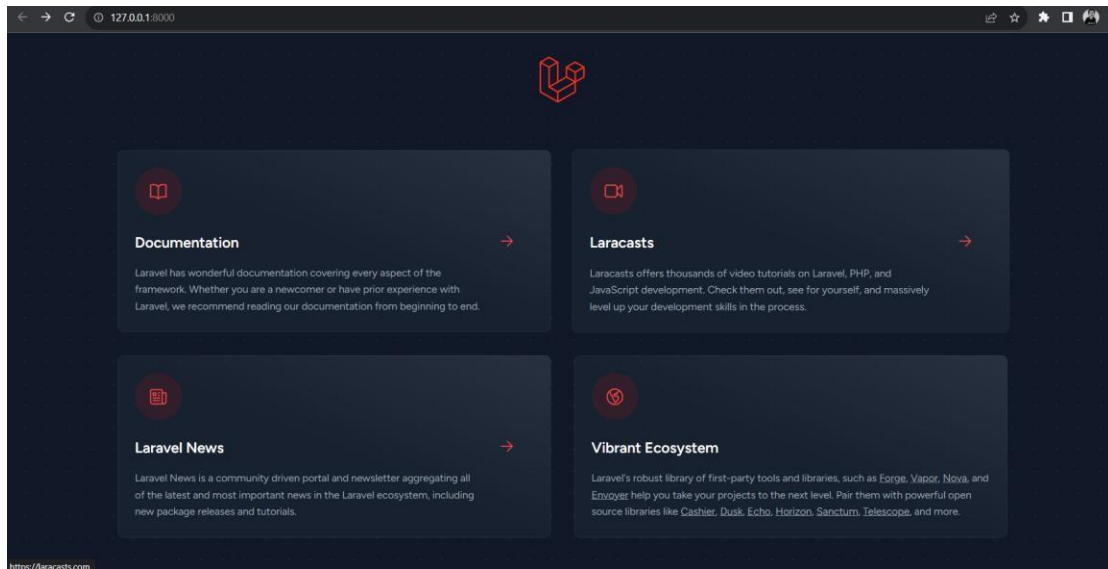 127.0.0.1:8000
Documentation
Laravel has wonderful documentation covering every aspect of the
framework. Whether you are a newcomer or have prior experience with
Laravel, we recommend reading our documentation from beginning to end.
Laracasts
Laracasts offers thousands of video tutorials on Laravel, PHP, and
JavaScript development. Check them out, see for yourself, and massively
level up your development skills in the process.
Laravel News
Laravel News is a community driven portal and newsletter aggregating all
of the latest and most important news in the Laravel ecosystem, including
new package releases and tutorials.
Vibrant Ecosystem
Laravel's robust library of first-party tools and libraries, such as Forge, Vapor, Nova, and
Envoyer help you take your projects to the next level. Pair them with powerful open
source libraries like Cashier, Dusk, Echo, Horizon, Sanctum, Telescope, and more.
https://laracasts.com